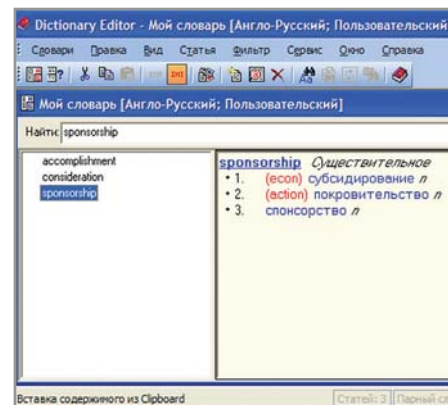 Dictionary Editor - Мой словарь [Англо-Русский; Пользовательский
Словари Правка Вид Статья Фильтр Сервис Окно Справка
Мой словарь [Англо-Русский; Пользовательский]
Найти: sponsorship
accomplishment
consideration
sponsorship
sponsorship Существительное
• 1. (econ) субсидирование n
• 2. (action) покровительство n
• 3. спонсорство n
Вставка содержимого из Clipboard
Статей: 3 Парный